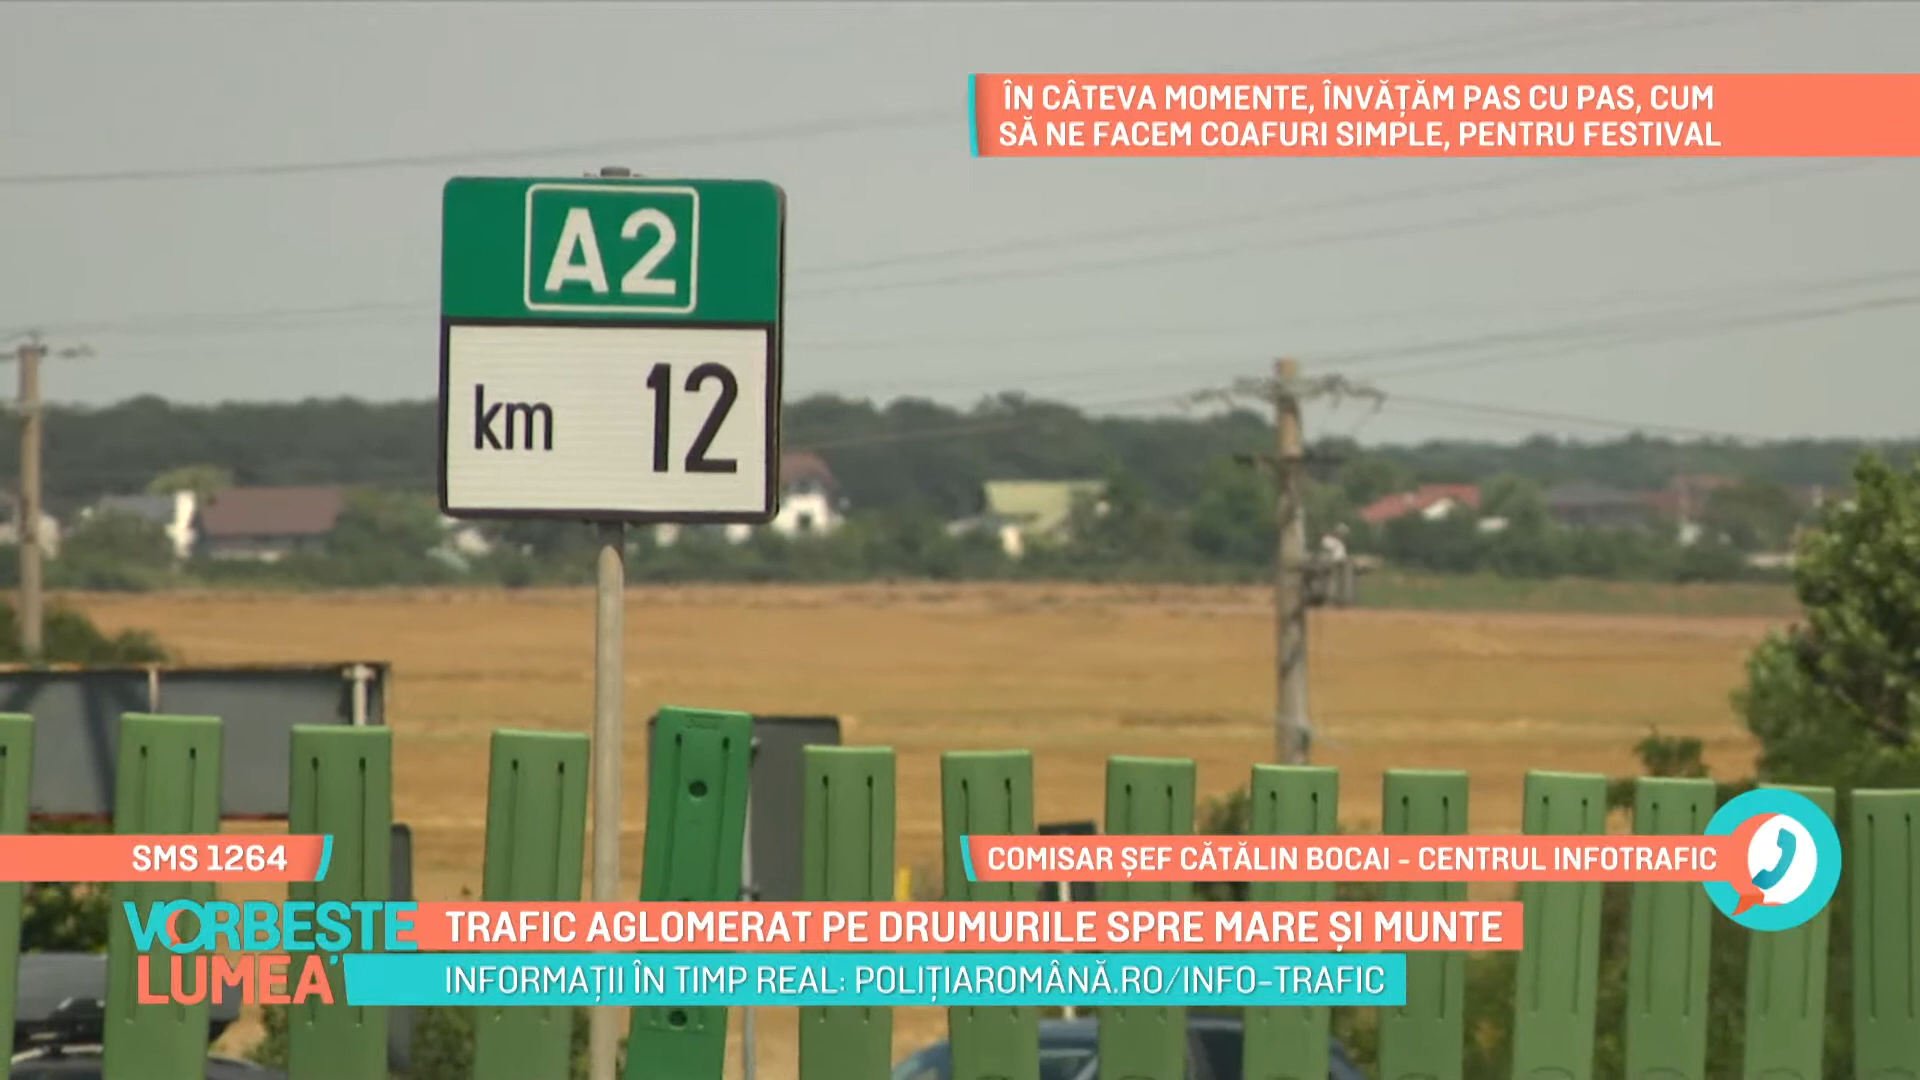 ÎN CÂTEVA MOMENTE, ÎNVĂȚĂM PAS CU PAS, CUM
SĂ NE FACEM COAFURI SIMPLE, PENTRU FESTIVAL
A2
km 12
SMS 1264
COMISAR ȘEF CĂTĂLIN BOCAI - CENTRUL INFOTRAFIC
VORBEȘTE
LUMEA
TRAFIC AGLOMERAT PE DRUMURILE SPRE MARE ȘI MUNTE
INFORMAȚII ÎN TIMP REAL: POLIȚIAROMÂNĂ.RO/INFO-TRAFIC